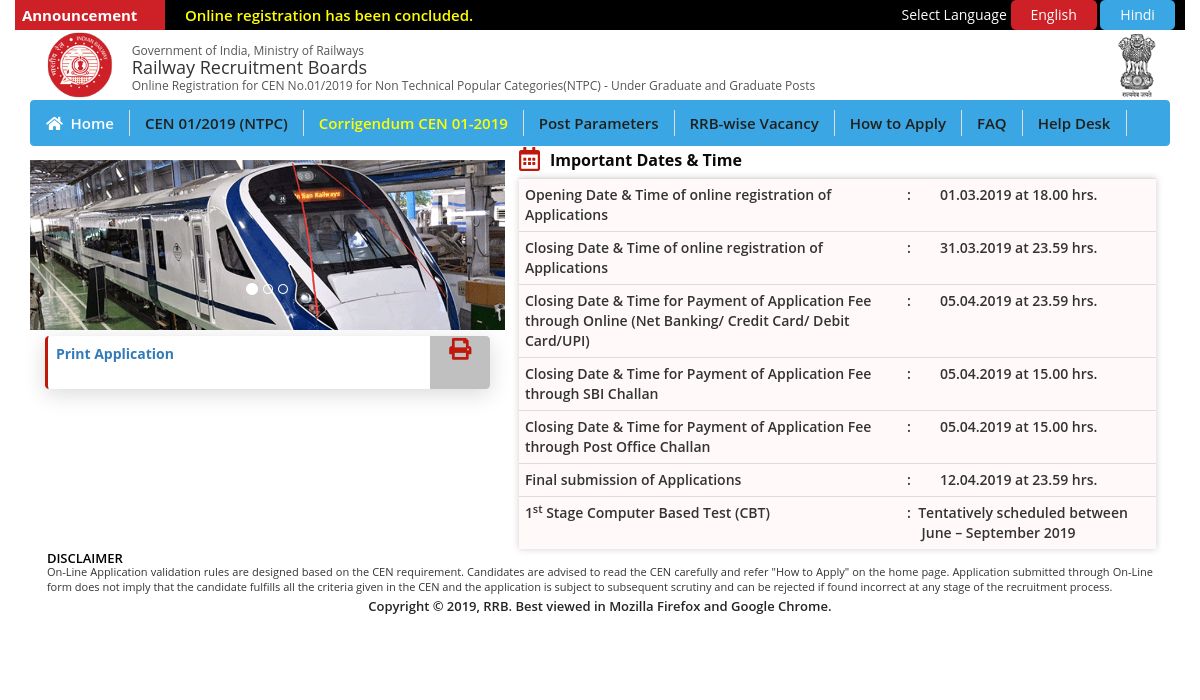 Announcement
Online registration has been concluded.
Select Language English Hindi
Government of India, Ministry of Railways
Railway Recruitment Boards
Online Registration for CEN No.01/2019 for Non Technical Popular Categories(NTPC) - Under Graduate and Graduate Posts
Home CEN 01/2019 (NTPC) Corrigendum CEN 01-2019 Post Parameters RRB-wise Vacancy How to Apply FAQ Help Desk
Print Application
Important Dates & Time
Opening Date & Time of online registration of : 01.03.2019 at 18.00 hrs.
Applications
Closing Date & Time of online registration of : 31.03.2019 at 23.59 hrs.
Applications
Closing Date & Time for Payment of Application Fee : 05.04.2019 at 23.59 hrs.
through Online (Net Banking/ Credit Card/ Debit
Card/UPI)
Closing Date & Time for Payment of Application Fee : 05.04.2019 at 15.00 hrs.
through SBI Challan
Closing Date & Time for Payment of Application Fee : 05.04.2019 at 15.00 hrs.
through Post Office Challan
Final submission of Applications : 12.04.2019 at 23.59 hrs.
1st Stage Computer Based Test (CBT) : Tentatively scheduled between
June – September 2019
DISCLAIMER
On-Line Application validation rules are designed based on the CEN requirement. Candidates are advised to read the CEN carefully and refer "How to Apply" on the home page. Application submitted through On-Line
form does not imply that the candidate fulfills all the criteria given in the CEN and the application is subject to subsequent scrutiny and can be rejected if found incorrect at any stage of the recruitment process.
Copyright © 2019, RRB. Best viewed in Mozilla Firefox and Google Chrome.